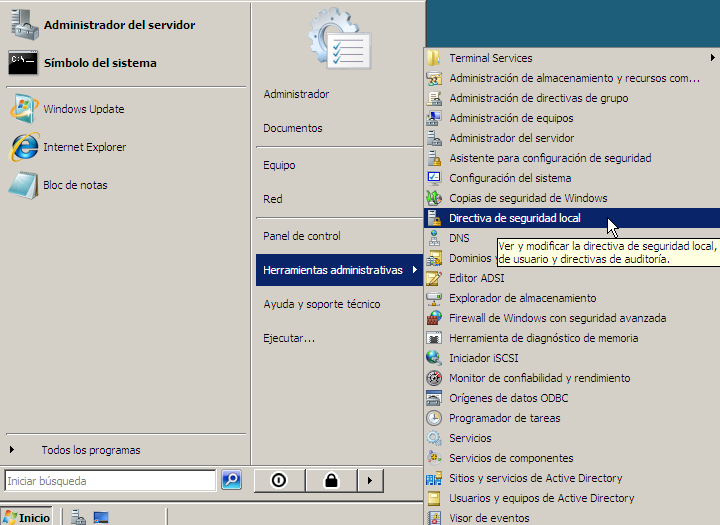 Administrador del servidor
Símbolo del sistema
Windows Update
Internet Explorer
Bloc de notas
Todos los programas
Iniciar búsqueda
Inicio
Administrador
Documentos
Equipo
Red
Panel de control
Herramientas administrativas
Ayuda y soporte técnico
Ejecutar...
Terminal Services
Administración de almacenamiento y recursos com...
Administración de directivas de grupo
Administración de equipos
Administrador del servidor
Asistente para configuración de seguridad
Configuración del sistema
Copias de seguridad de Windows
Directiva de seguridad local
DNS
Ver y modificar la directiva de seguridad local,
de usuario y directivas de auditoría.
Dominios
Editor ADSI
Explorador de almacenamiento
Firewall de Windows con seguridad avanzada
Herramienta de diagnóstico de memoria
Iniciador iSCSI
Monitor de confiabilidad y rendimiento
Orígenes de datos ODBC
Programador de tareas
Servicios
Servicios de componentes
Sitios y servicios de Active Directory
Usuarios y equipos de Active Directory
Visor de eventos